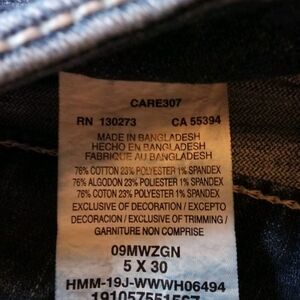 CARE307
RN 130273 CA 55394
MADE IN BANGLADESH
HECHO EN BANGLADESH
FABRIQUE AU BANGLADESH
76% COTTON 23% POLYESTER 1% SPANDEX
76% ALGODON 23% POLIESTER 1% SPANDEX
76% COTON 23% POLYESTER 1% SPANDEX
EXCLUSIVE OF DECORATION / EXCEPTO
DECORACION / EXCLUSIVE OF TRIMMING /
GARNITURE NON COMPRISE
09MWZGN
5 X 30
HMM-19J-WWWH06494